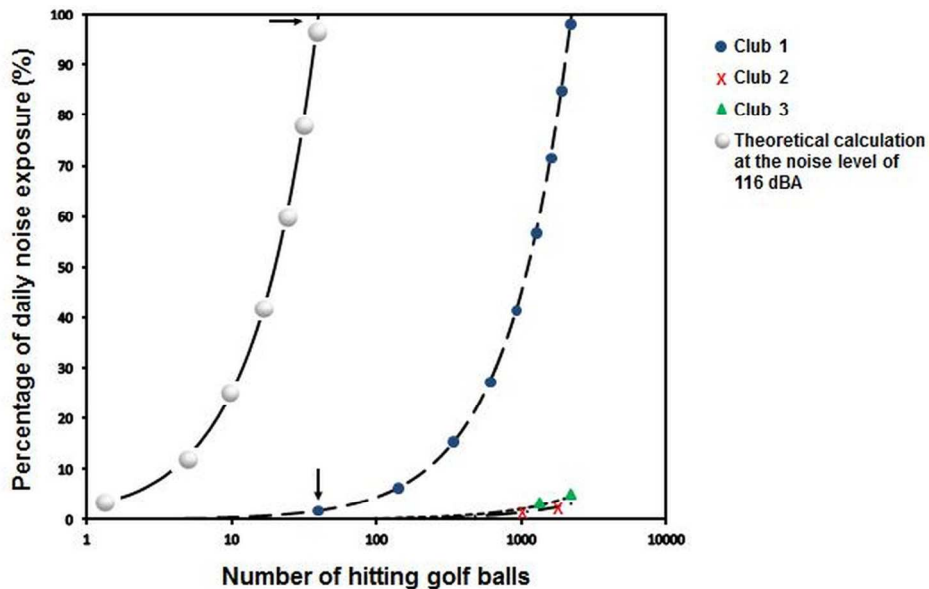 Percentage of daily noise exposure (%)
100
90
80
70
60
50
40
30
20
10
0
1
10
100
1000
10000
Number of hitting golf balls
Club 1
Club 2
Club 3
Theoretical calculation
at the noise level of
116 dBA